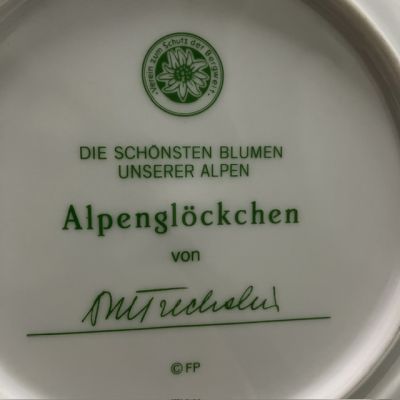 · Verein zum Schutz der Bergwelt ·
DIE SCHÖNSTEN BLUMEN
UNSERER ALPEN
Alpenglöckchen
von
© FP